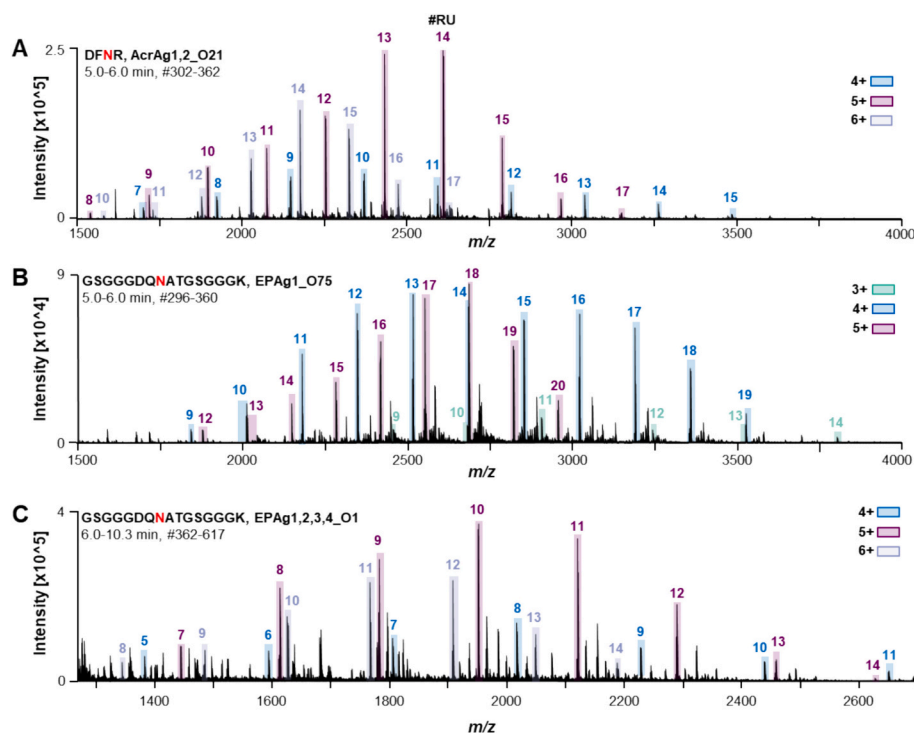 #RU
A
DFNR, AcrAg1,2_O21
5.0-6.0 min, #302-362
Intensity [x10^5]
2.5
0
8 10 7 9 11 12 10 8 13 11 9 14 12 15 10 13 16 11 14 17 15 12 16 13 17 14 15
4+
5+
6+
1500 2000 2500 3000 3500 4000
m/z
B
GSGGGDQNATGSGGGK, EPAg1_O75
5.0-6.0 min, #296-360
Intensity [x10^4]
9
0
9 12 10 13 14 11 15 12 16 9 13 17 10 14 18 19 15 11 20 16 17 12 18 13 19 14
3+
4+
5+
1500 2000 2500 3000 3500 4000
m/z
C
GSGGGDQNATGSGGGK, EPAg1,2,3,4_O1
6.0-10.3 min, #362-617
Intensity [x10^5]
4
0
8 5 7 9 6 8 10 11 9 7 12 10 8 13 11 14 9 12 10 13 14 11
4+
5+
6+
1400 1600 1800 2000 2200 2400 2600
m/z